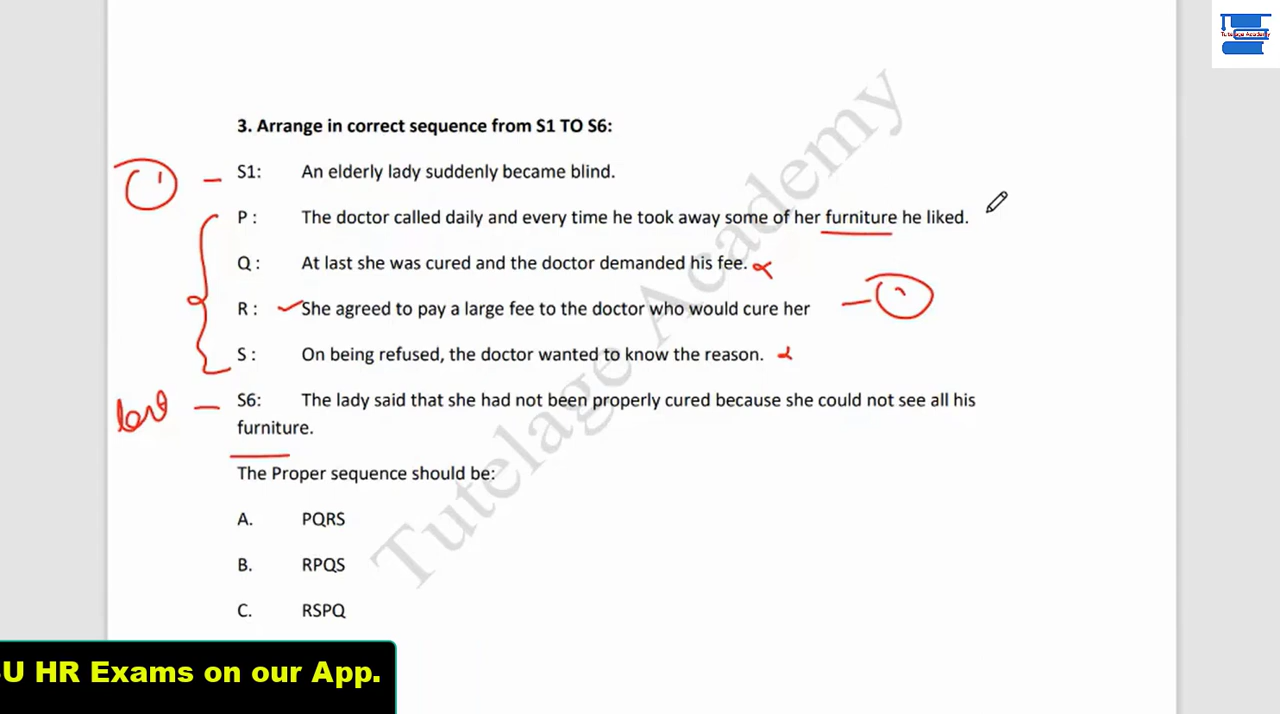 Tutelage Academy
3. Arrange in correct sequence from S1 TO S6:
1 - S1: An elderly lady suddenly became blind.
P : The doctor called daily and every time he took away some of her furniture he liked.
Q : At last she was cured and the doctor demanded his fee.
R : She agreed to pay a large fee to the doctor who would cure her
S : On being refused, the doctor wanted to know the reason.
last - S6: The lady said that she had not been properly cured because she could not see all his
furniture.
The Proper sequence should be:
A. PQRS
B. RPQS
C. RSPQ
Tutelage Academy
U HR Exams on our App.